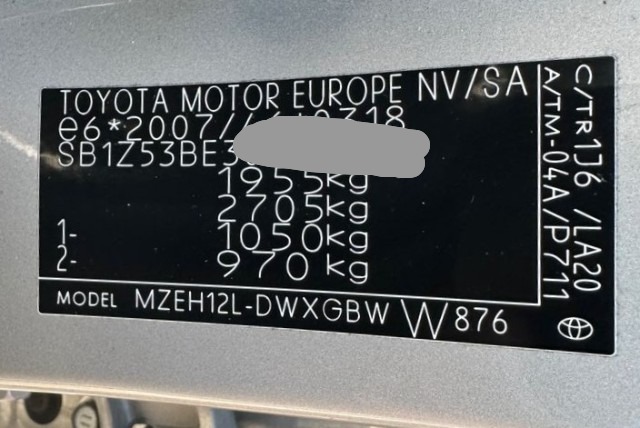 TOYOTA MOTOR EUROPE NV/SA
e6*2007/
SB1Z53BE3
1955kg
2705kg
1- 1050kg
2- 970kg
MODEL MZEH12L-DWXGBW W876
C/TR1J6 /LA20
A/TM-04A/P711